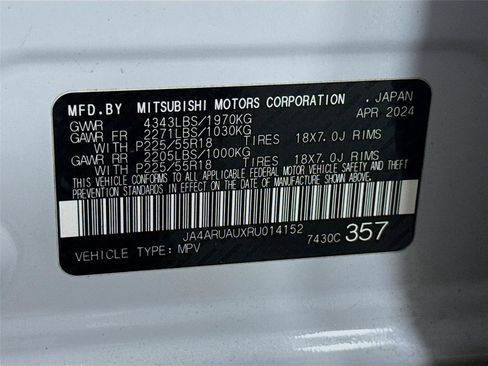 MFD.BY MITSUBISHI MOTORS CORPORATION . JAPAN
GVWR 4343LBS/1970KG APR 2024
GAWR FR 2271LBS/1030KG
WITH P225/55R18 TIRES 18X7.0J RIMS
GAWR RR 2205LBS/1000KG
WITH P225/55R18 TIRES 18X7.0J RIMS
THIS VEHICLE CONFORMS TO ALL APPLICABLE FEDERAL MOTOR VEHICLE SAFETY, BUMPER, AND THEFT
PREVENTION STANDARDS IN EFFECT ON THE DATE OF MANUFACTURE SHOWN ABOVE.
JA4ARUAUXRU014152 7430C 357
VEHICLE TYPE: MPV